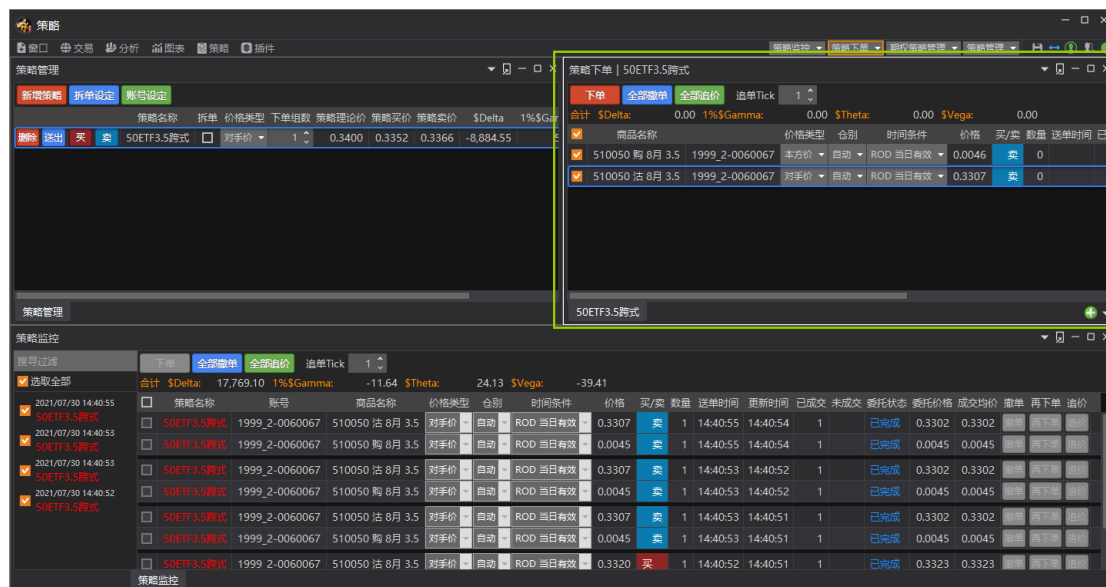 策略
窗口 交易 分析 图表 策略 插件 策略监控 策略下单 期权策略管理 策略管理
策略管理
新增策略 拆单设定 账号设定
策略名称 拆单 价格类型 下单组数 策略理论价 策略买价 策略卖价 $Delta 1%$Gar
删除 送出 买 卖 50ETF3.5跨式 对手价 1 0.3400 0.3352 0.3366 -8,884.55
策略管理
策略下单 | 50ETF3.5跨式
下单 全部撤单 全部追价 追单Tick 1
合计 $Delta: 0.00 1%$Gamma: 0.00 $Theta: 0.00 $Vega: 0.00
商品名称 价格类型 仓别 时间条件 价格 买/卖 数量 送单时间 已
510050 购 8月 3.5 1999_2-0060067 本方价 自动 ROD 当日有效 0.0046 卖 0
510050 沽 8月 3.5 1999_2-0060067 对手价 自动 ROD 当日有效 0.3307 卖 0
50ETF3.5跨式
策略监控
搜寻过滤
选取全部
2021/07/30 14:40:55
50ETF3.5跨式
2021/07/30 14:40:53
50ETF3.5跨式
2021/07/30 14:40:53
50ETF3.5跨式
2021/07/30 14:40:52
50ETF3.5跨式
下单 全部撤单 全部追价 追单Tick 1
合计 $Delta: 17,769.10 1%$Gamma: -11.64 $Theta: 24.13 $Vega: -39.41
策略名称 账号 商品名称 价格类型 仓别 时间条件 价格 买/卖 数量 送单时间 更新时间 已成交 未成交 委托状态 委托价格 成交均价 撤单 再下单 追价
50ETF3.5跨式 1999_2-0060067 510050 沽 8月 3.5 对手价 自动 ROD 当日有效 0.3307 卖 1 14:40:55 14:40:54 1 已完成 0.3302 0.3302 撤单 再下单 追价
50ETF3.5跨式 1999_2-0060067 510050 购 8月 3.5 对手价 自动 ROD 当日有效 0.0045 卖 1 14:40:55 14:40:54 1 已完成 0.0045 0.0045 撤单 再下单 追价
50ETF3.5跨式 1999_2-0060067 510050 沽 8月 3.5 对手价 自动 ROD 当日有效 0.3307 卖 1 14:40:53 14:40:52 1 已完成 0.3302 0.3302 撤单 再下单 追价
50ETF3.5跨式 1999_2-0060067 510050 购 8月 3.5 对手价 自动 ROD 当日有效 0.0045 卖 1 14:40:53 14:40:52 1 已完成 0.0045 0.0045 撤单 再下单 追价
50ETF3.5跨式 1999_2-0060067 510050 沽 8月 3.5 对手价 自动 ROD 当日有效 0.3307 卖 1 14:40:53 14:40:51 1 已完成 0.3302 0.3302 撤单 再下单 追价
50ETF3.5跨式 1999_2-0060067 510050 购 8月 3.5 对手价 自动 ROD 当日有效 0.0045 卖 1 14:40:53 14:40:51 1 已完成 0.0045 0.0045 撤单 再下单 追价
50ETF3.5跨式 1999_2-0060067 510050 沽 8月 3.5 对手价 自动 ROD 当日有效 0.3320 买 1 14:40:52 14:40:51 1 已完成 0.3323 0.3323 撤单 再下单 追价
策略监控